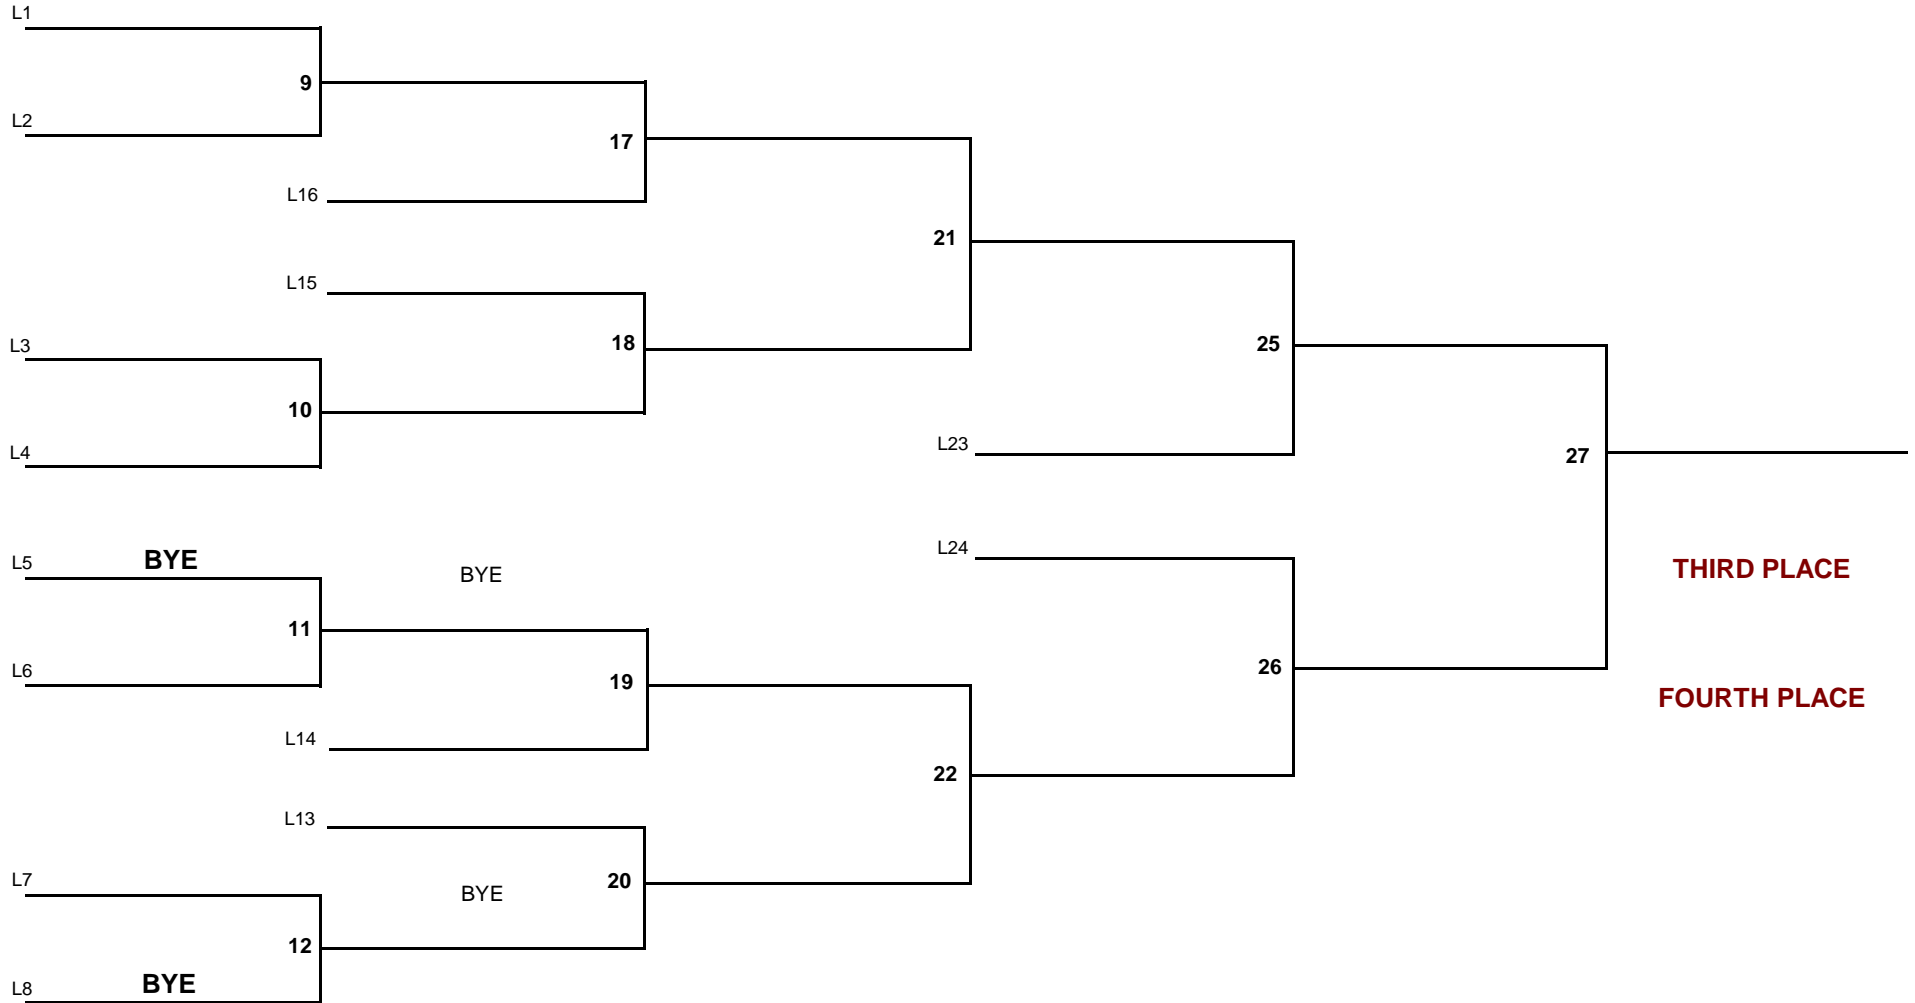 L1
9
L2
17
L16
21
L15
L3
18
25
10
L4
L23
27
L5
BYE
BYE
L24
THIRD PLACE
11
L6
19
26
FOURTH PLACE
L14
22
L13
L7
BYE
20
12
L8
BYE